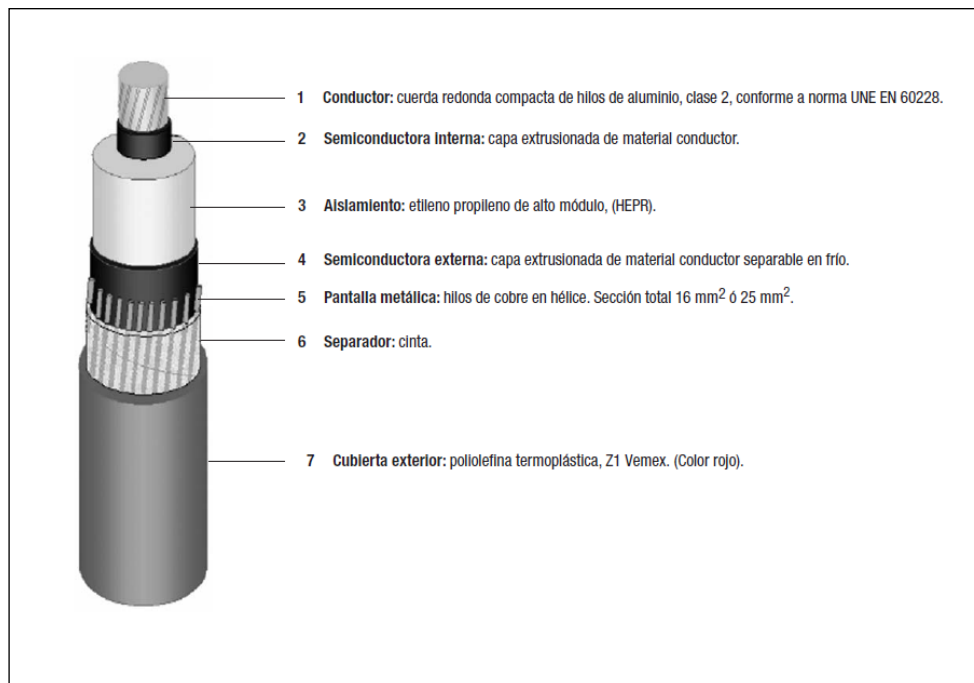 1 Conductor: cuerda redonda compacta de hilos de aluminio, clase 2, conforme a norma UNE EN 60228.
2 Semiconductora interna: capa extrusionada de material conductor.
3 Aislamiento: etileno propileno de alto módulo, (HEPR).
4 Semiconductora externa: capa extrusionada de material conductor separable en frío.
5 Pantalla metálica: hilos de cobre en hélice. Sección total 16 mm² ó 25 mm².
6 Separador: cinta.
7 Cubierta exterior: poliolefina termoplástica, Z1 Vemex. (Color rojo).